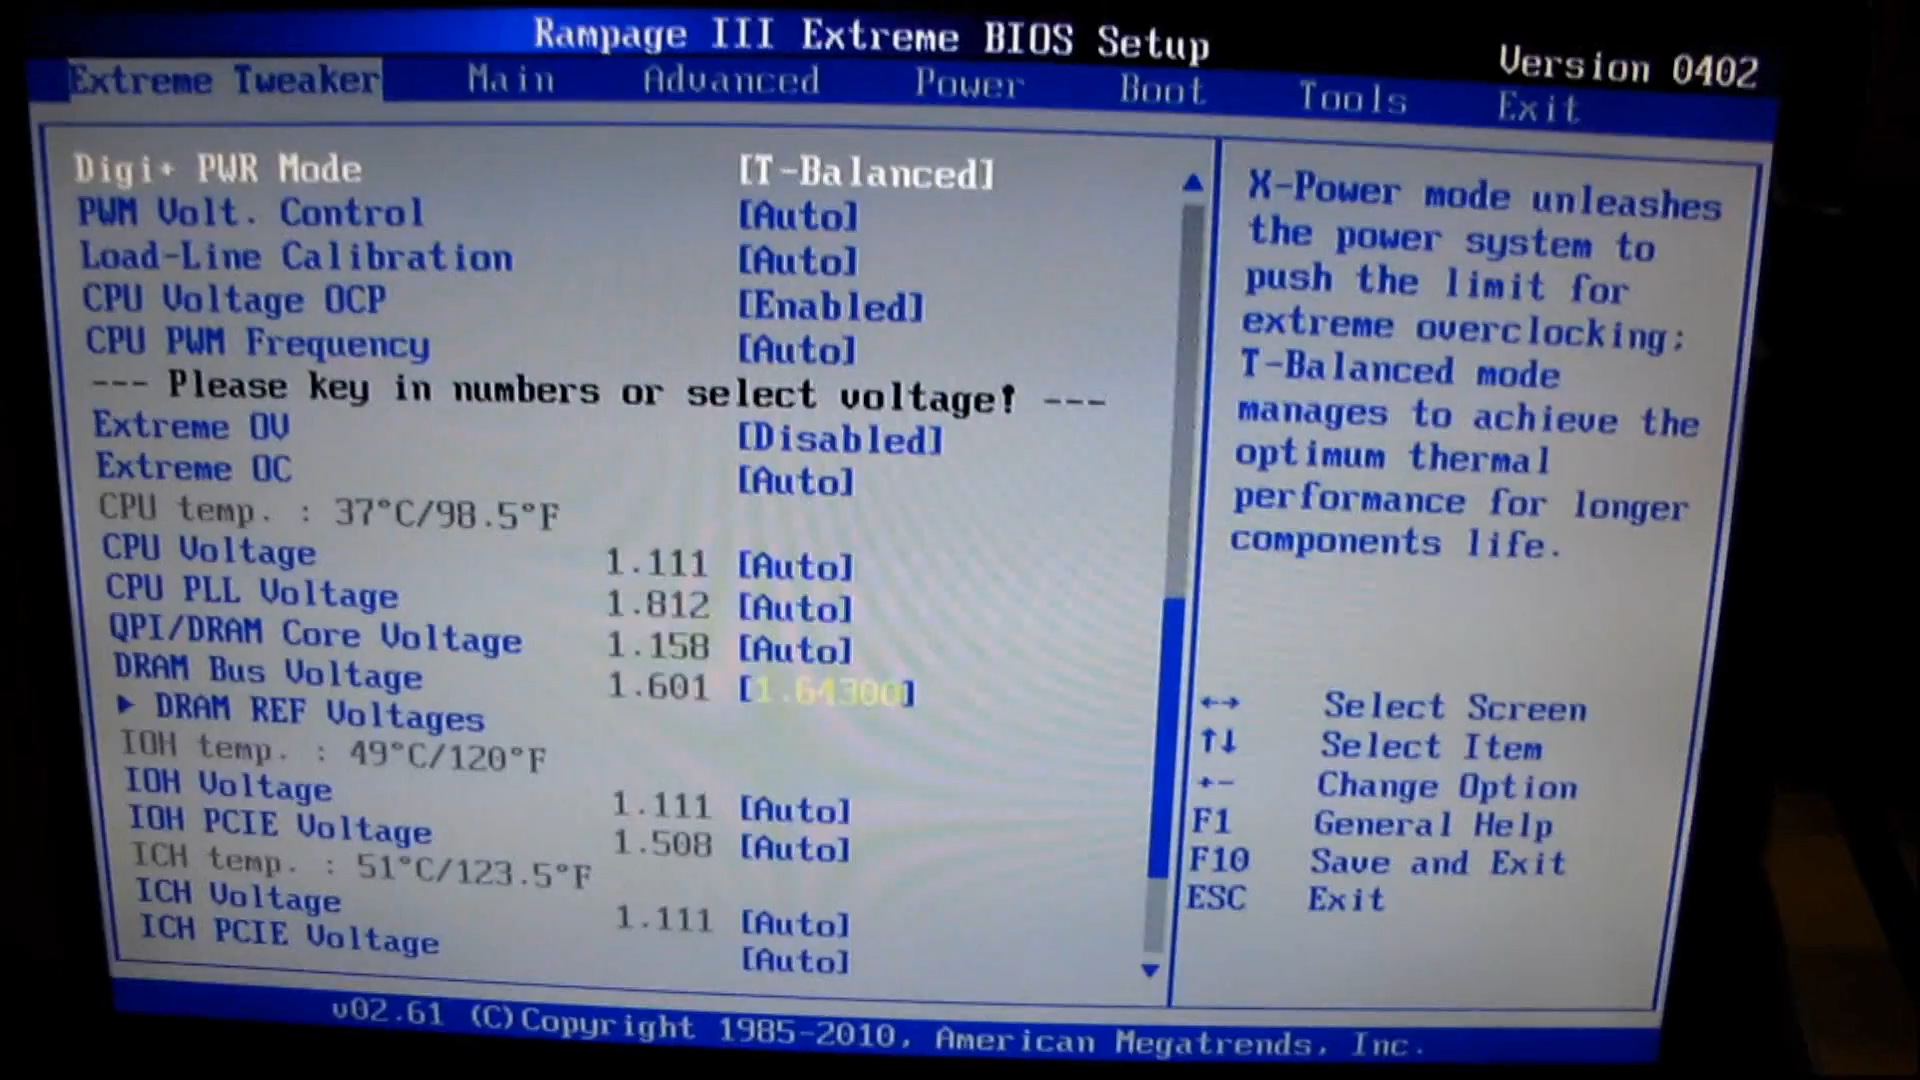 Rampage III Extreme BIOS Setup
Version 0402
Extreme Tweaker Main Advanced Power Boot Tools Exit
Digi+ PWR Mode [T-Balanced]
PWM Volt. Control [Auto]
Load-Line Calibration [Auto]
CPU Voltage OCP [Enabled]
CPU PWM Frequency [Auto]
--- Please key in numbers or select voltage! ---
Extreme OV [Disabled]
Extreme OC [Auto]
CPU temp. : 37°C/98.5°F
CPU Voltage 1.111 [Auto]
CPU PLL Voltage 1.812 [Auto]
QPI/DRAM Core Voltage 1.158 [Auto]
DRAM Bus Voltage 1.601 [1.64300]
▶ DRAM REF Voltages
IOH temp. : 49°C/120°F
IOH Voltage 1.111 [Auto]
IOH PCIE Voltage 1.508 [Auto]
ICH temp. : 51°C/123.5°F
ICH Voltage 1.111 [Auto]
ICH PCIE Voltage [Auto]
X-Power mode unleashes
the power system to
push the limit for
extreme overclocking;
T-Balanced mode
manages to achieve the
optimum thermal
performance for longer
components life.
←→ Select Screen
↑↓ Select Item
+- Change Option
F1 General Help
F10 Save and Exit
ESC Exit
v02.61 (C)Copyright 1985-2010, American Megatrends, Inc.